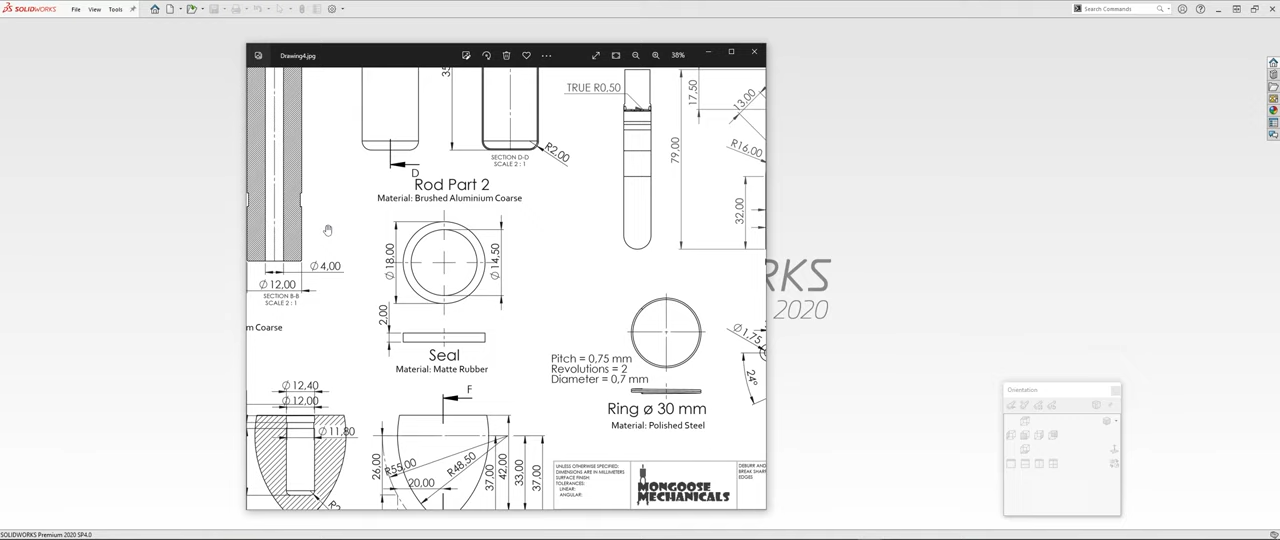 SOLIDWORKS File View Tools
Search Commands
Drawing4.jpg
38%
35
TRUE R0.50
17,50
13,00
R16,00
79,00
32,00
R2,00
SECTION D-D
SCALE 2 : 1
D
Rod Part 2
Material: Brushed Aluminium Coarse
Ø 18,00
Ø 14,50
Ø 4,00
Ø 12,00
SECTION B-B
SCALE 2 : 1
2,00
m Coarse
Seal
Material: Matte Rubber
Pitch = 0,75 mm
Revolutions = 2
Diameter = 0,7 mm
Ø 1,75
24°
Ring ø 30 mm
Material: Polished Steel
Ø 12,40
Ø 12,00
Ø 11,80
F
26,00
R55,00
R48,50
20,00
37,00
42,00
33,00
37,00
UNLESS OTHERWISE SPECIFIED:
DIMENSIONS ARE IN MILLIMETERS
SURFACE FINISH:
TOLERANCES:
LINEAR:
ANGULAR:
MONGOOSE
MECHANICALS
DEBURR AND
BREAK SHAR
EDGES
RKS
2020
Orientation
SOLIDWORKS Premium 2020 SP4.0